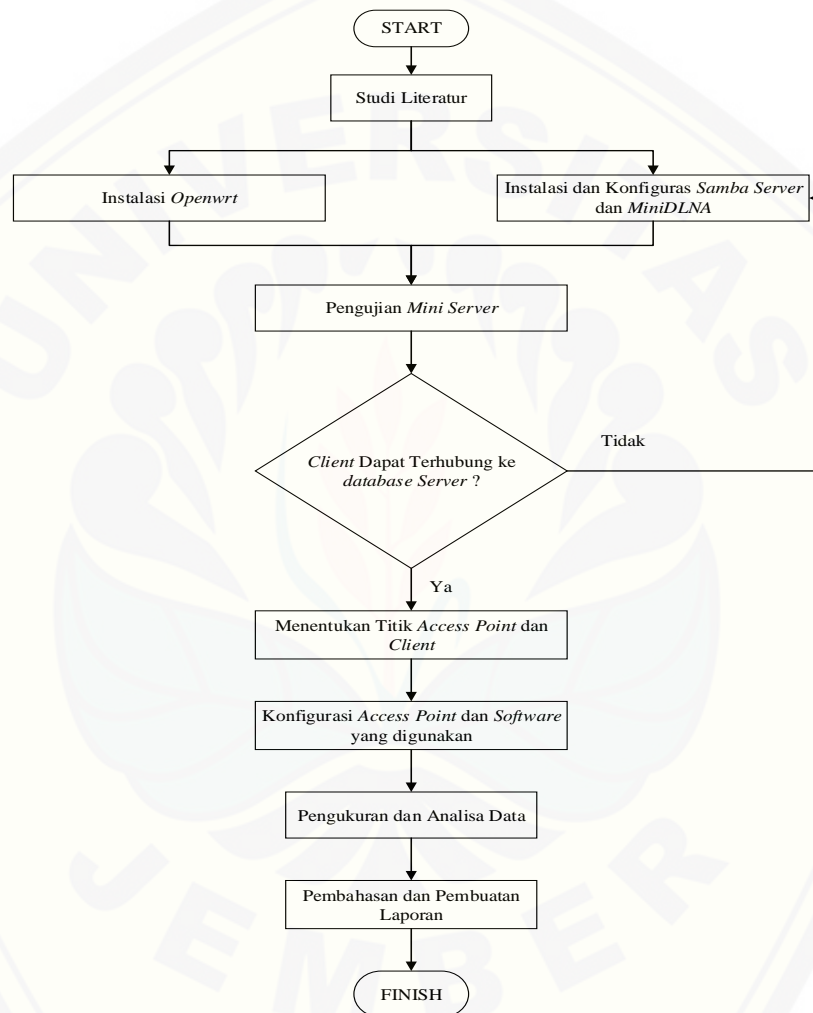 START
Studi Literatur
Instalasi Openwrt
Instalasi dan Konfiguras Samba Server
dan MiniDLNA
Pengujian Mini Server
Client Dapat Terhubung ke
database Server ?
Tidak
Ya
Menentukan Titik Access Point dan
Client
Konfigurasi Access Point dan Software
yang digunakan
Pengukuran dan Analisa Data
Pembahasan dan Pembuatan
Laporan
FINISH
UNIVERSITAS
JEMBER